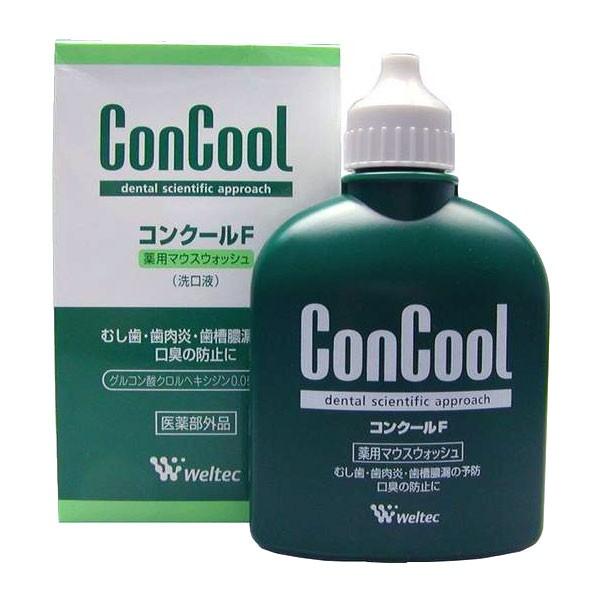 ConCool
dental scientific approach
コンクールF
薬用マウスウォッシュ
（洗口液）
むし歯・歯肉炎・歯槽膿漏
口臭の防止に
グルコン酸クロルヘキシジン0.05
医薬部外品
Weltec
ConCool
dental scientific approach
コンクールF
薬用マウスウォッシュ
むし歯・歯肉炎・歯槽膿漏の予防
口臭の防止に
Weltec